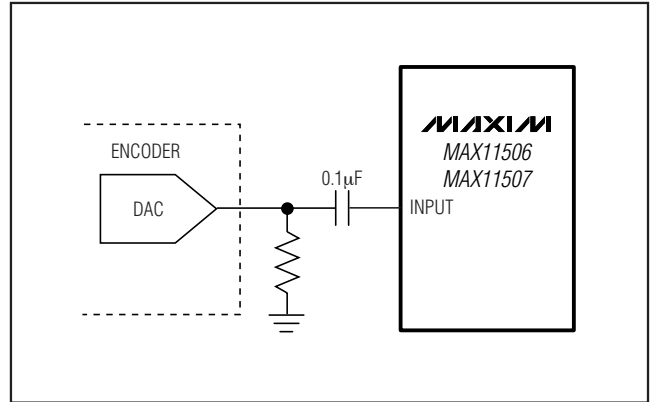 ENCODER
DAC
0.1µF
MAXIM
MAX11506
MAX11507
INPUT